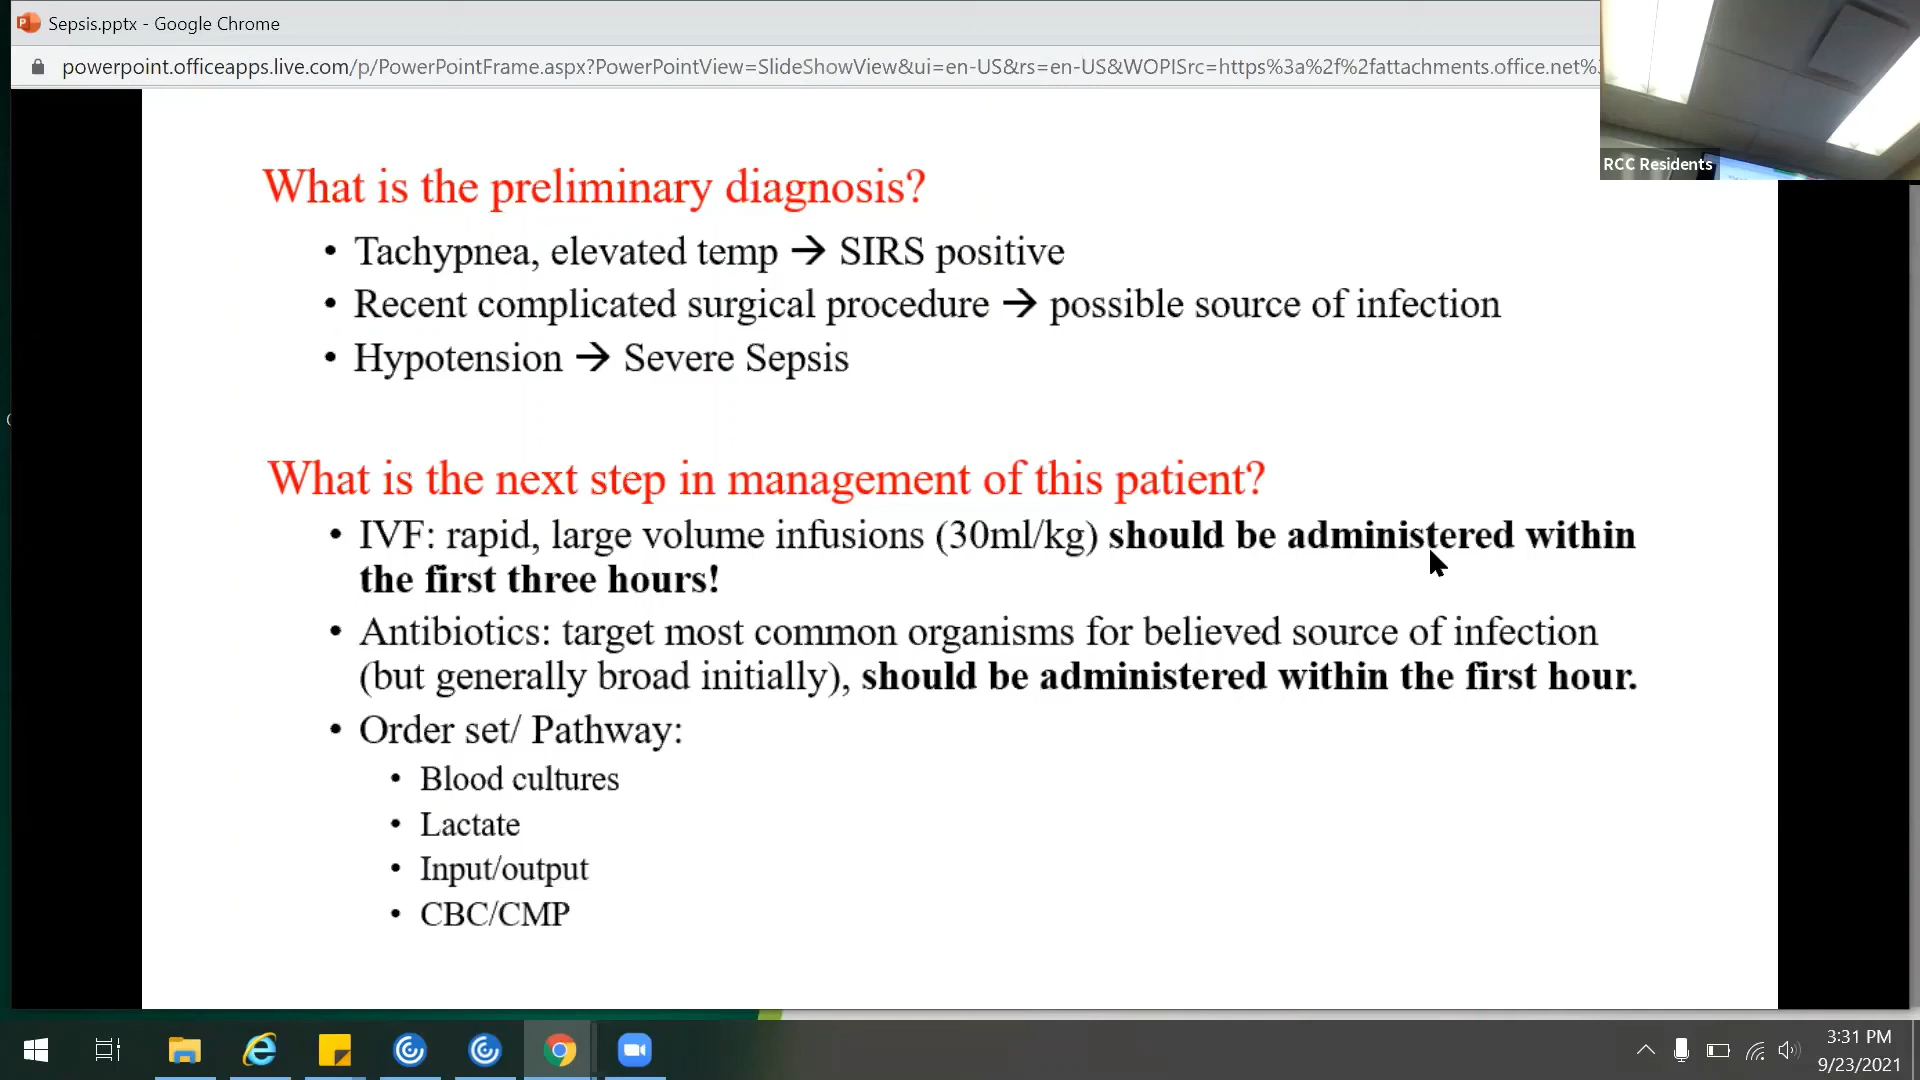 Sepsis.pptx - Google Chrome
powerpoint.officeapps.live.com/p/PowerPointFrame.aspx?PowerPointView=SlideShowView&ui=en-US&rs=en-US&WOPISrc=https%3a%2f%2fattachments.office.net%
RCC Residents
What is the preliminary diagnosis?
• Tachypnea, elevated temp → SIRS positive
• Recent complicated surgical procedure → possible source of infection
• Hypotension → Severe Sepsis
What is the next step in management of this patient?
• IVF: rapid, large volume infusions (30ml/kg) should be administered within
the first three hours!
• Antibiotics: target most common organisms for believed source of infection
(but generally broad initially), should be administered within the first hour.
• Order set/ Pathway:
• Blood cultures
• Lactate
• Input/output
• CBC/CMP
3:31 PM
9/23/2021